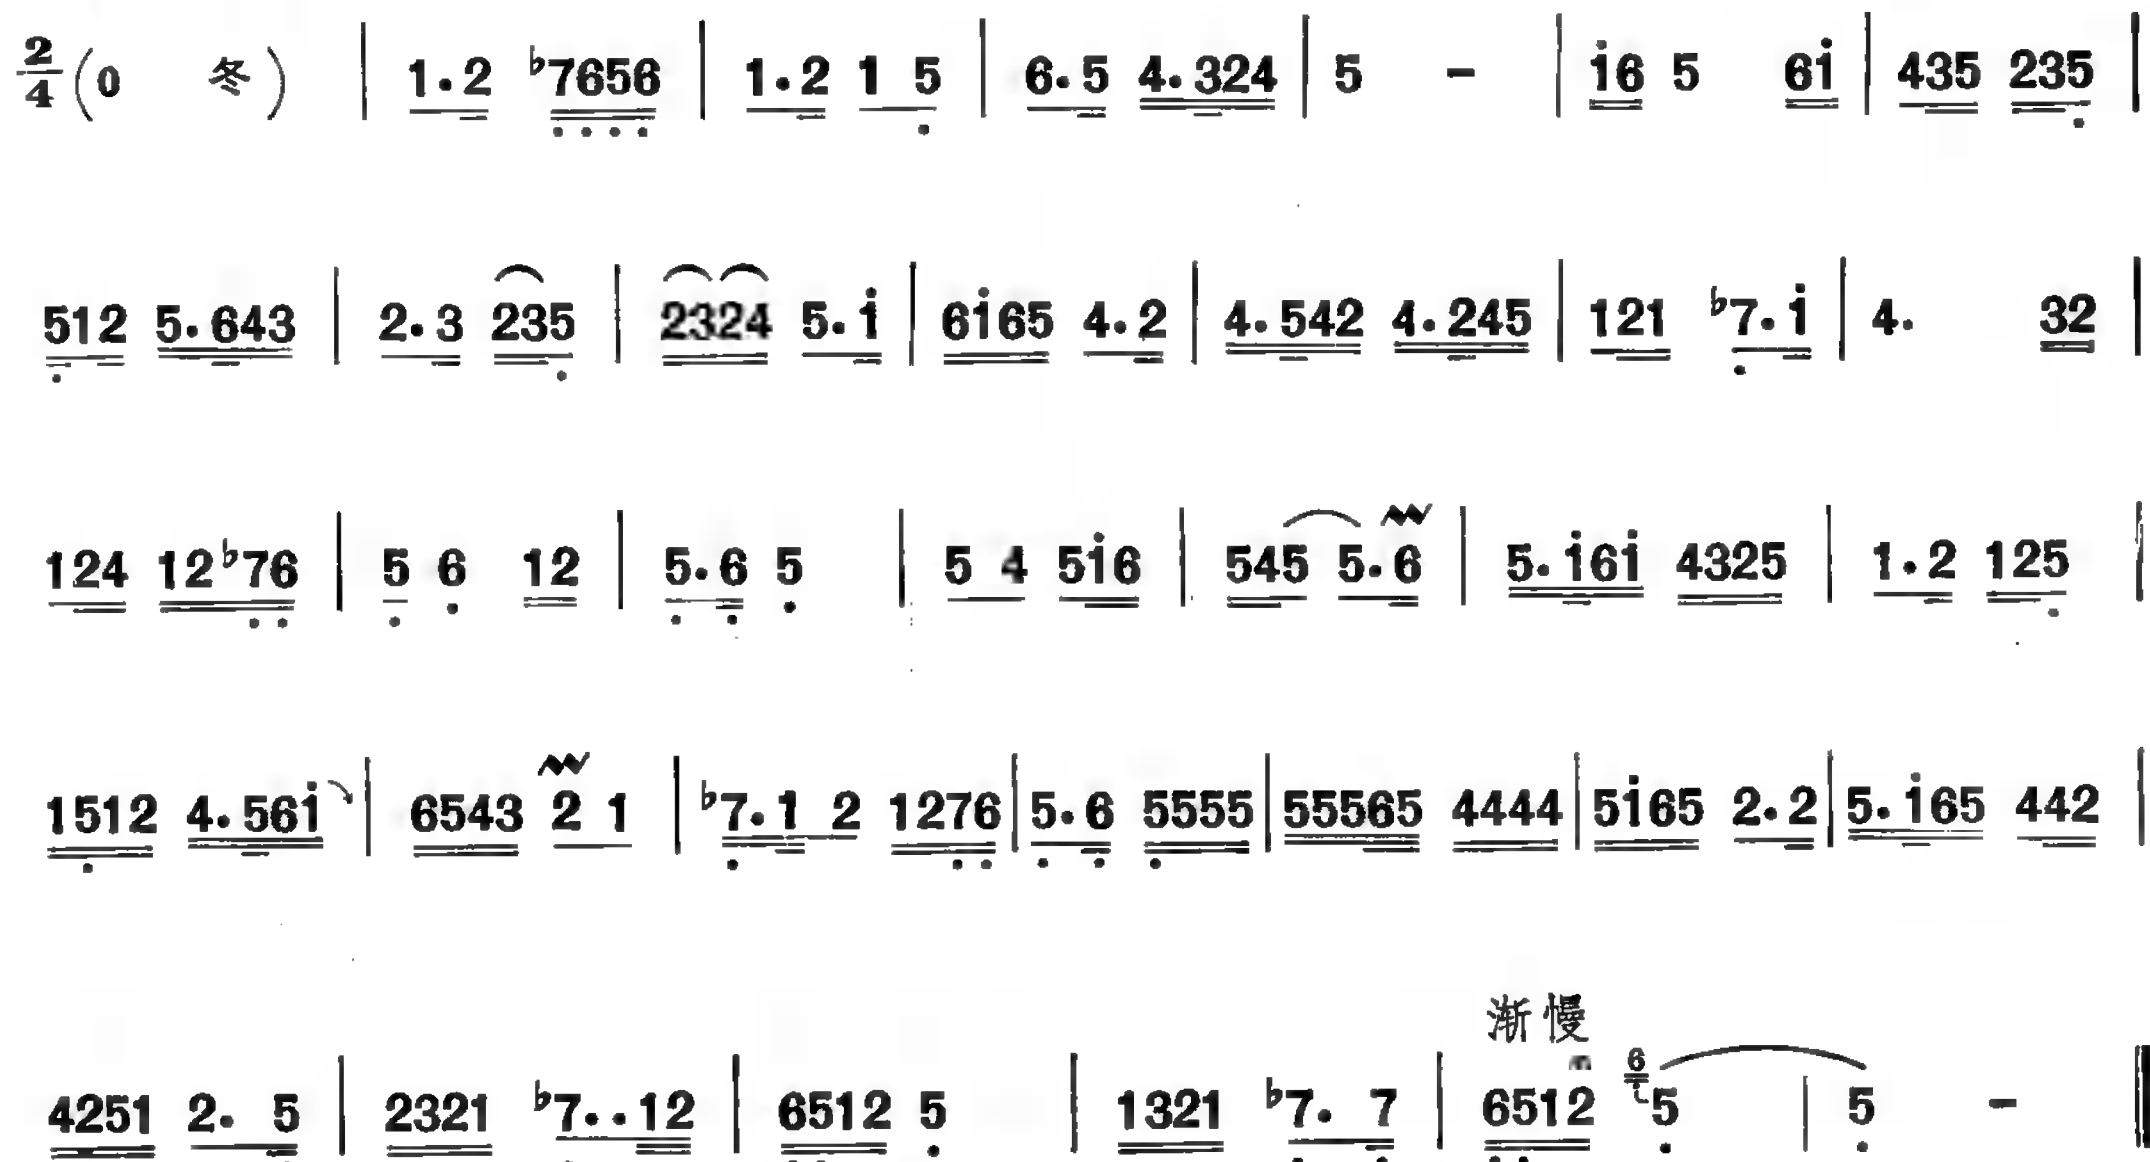 2/4 (0 冬) | 1·2 ♭7656 | 1·2 1 5 | 6·5 4·324 | 5 - | i6 5 6i | 435 235 |
512 5·643 | 2·3 235 | 2324 5·i | 6i65 4·2 | 4·542 4·245 | 121 ♭7·i | 4· 32 |
124 12♭76 | 5 6 12 | 5·6 5 | 5 4 5i6 | 545 5·6 | 5·i6i 4325 | 1·2 125 |
1512 4·56i | 6543 2 1 | ♭7·1 2 1276 | 5·6 5555 | 55565 4444 | 5i65 2·2 | 5·i65 442 |
渐慢
4251 2· 5 | 2321 ♭7··12 | 6512 5 | 1321 ♭7· 7 | 6512 6 5 | 5 - ‖